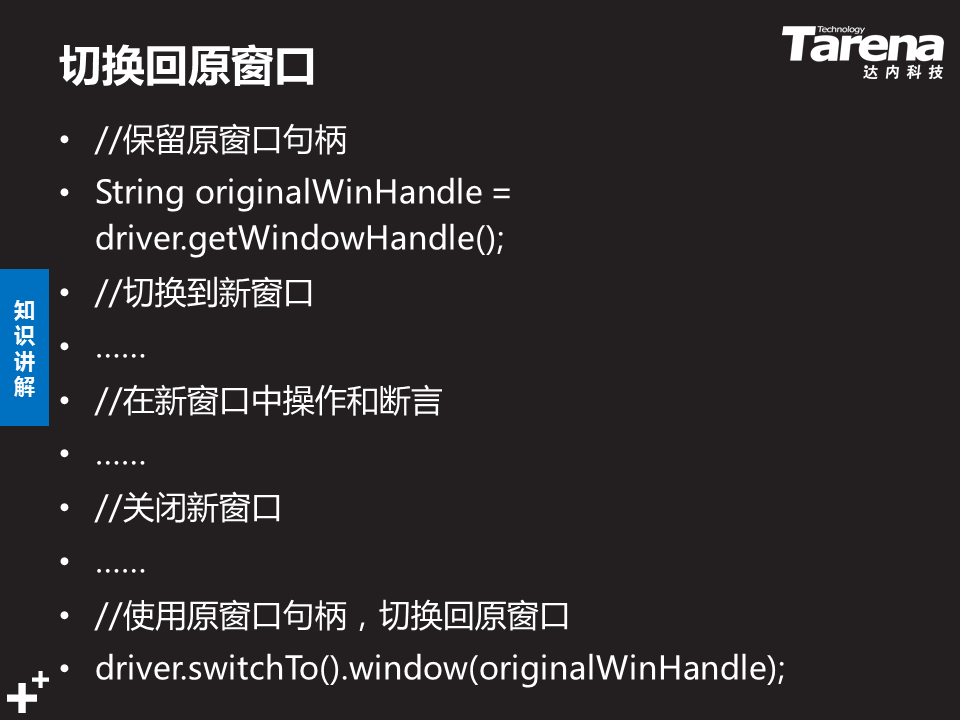 切换回原窗口
Technology
Tarena
达内科技
• //保留原窗口句柄
• String originalWinHandle =
driver.getWindowHandle();
• //切换到新窗口
• ……
• //在新窗口中操作和断言
• ……
• //关闭新窗口
• ……
• //使用原窗口句柄，切换回原窗口
• driver.switchTo().window(originalWinHandle);
知
识
讲
解